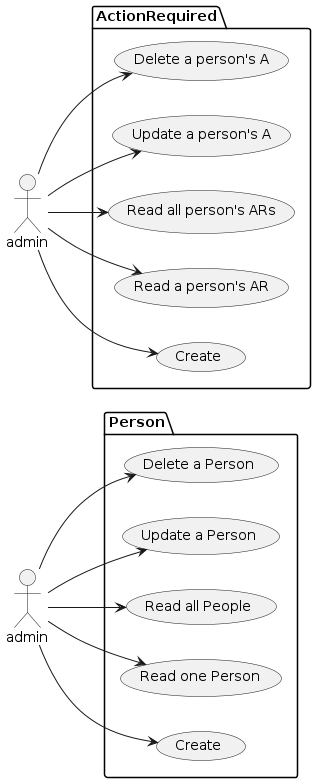 ActionRequired
Delete a person's A
Update a person's A
Read all person's ARs
admin
Read a person's AR
Create
Person
Delete a Person
Update a Person
Read all People
admin
Read one Person
Create